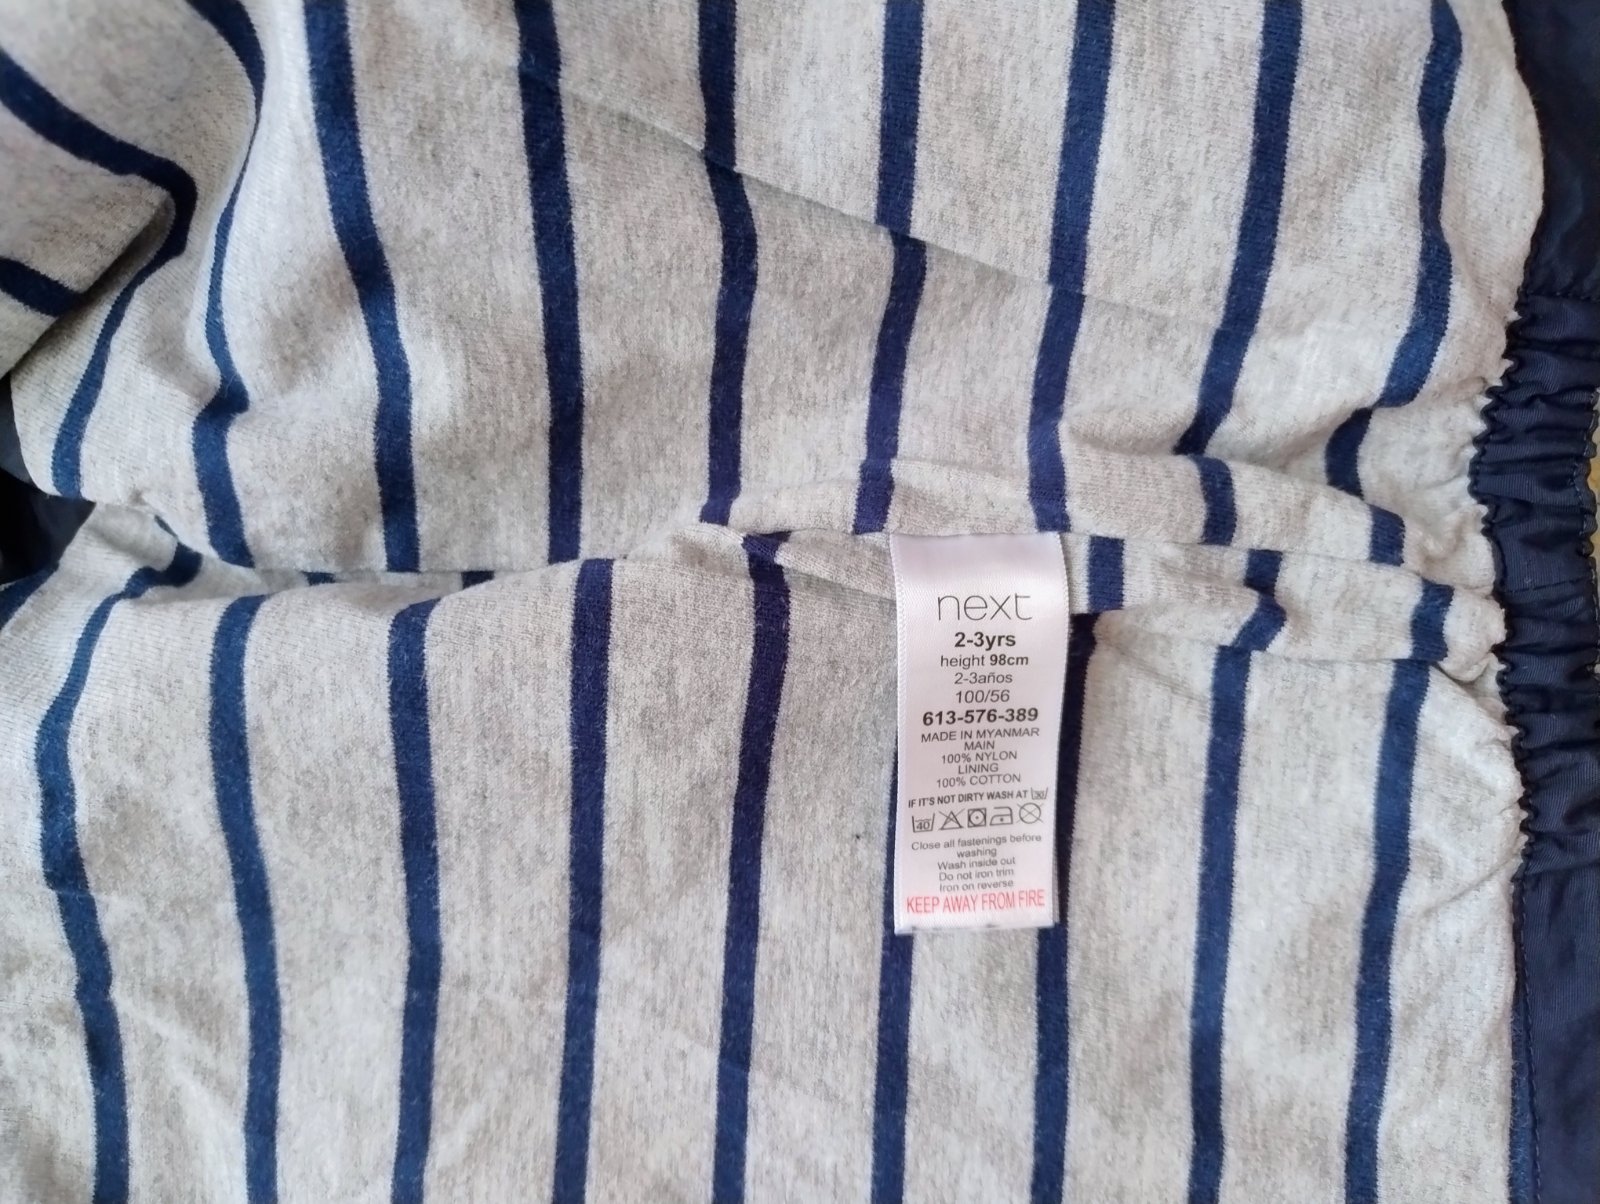 next
2-3yrs
height 98cm
2-3años
100/56
613-576-389
MADE IN MYANMAR
MAIN
100% NYLON
LINING
100% COTTON
IF IT'S NOT DIRTY WASH AT 30
40
Close all fastenings before
washing
Wash inside out
Do not iron trim
Iron on reverse
KEEP AWAY FROM FIRE